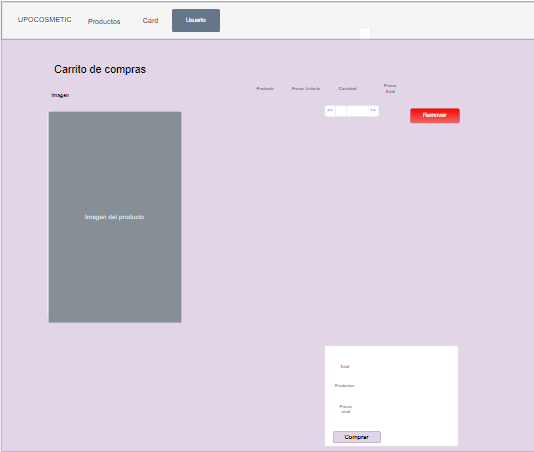 UPOCOSMETIC Productos Card Usuario
Carrito de compras
Imagen
Producto Precio Unitario Cantidad Precio
Total
<< >> Remover
Imagen del producto
Total
Productos
Precio
total
Comprar